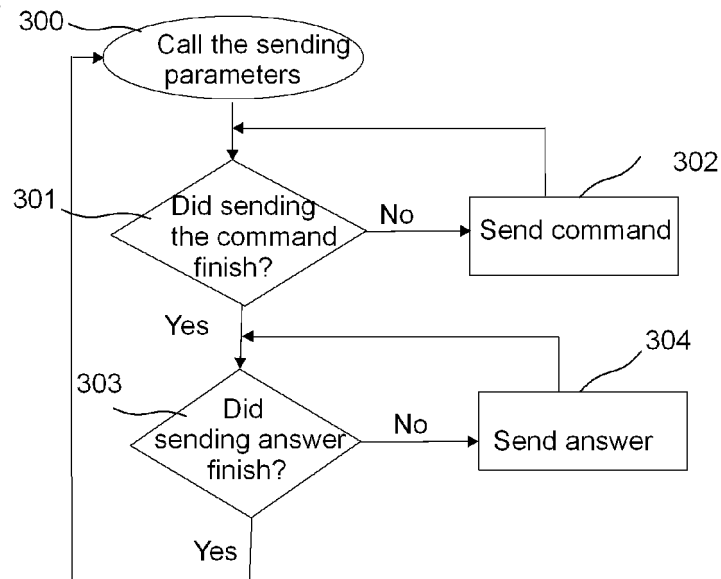 300
Call the sending
parameters
301
Did sending
the command
finish?
No
302
Send command
Yes
303
Did
sending answer
finish?
No
304
Send answer
Yes